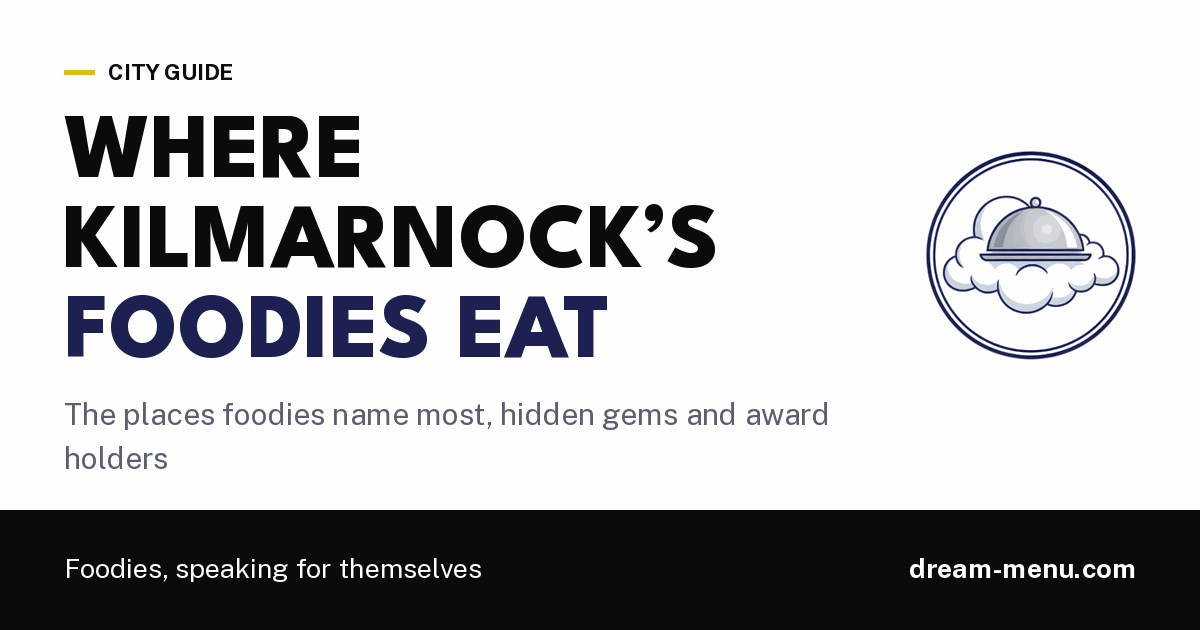 CITY GUIDE
WHERE
KILMARNOCK’S
FOODIES EAT
The places foodies name most, hidden gems and award
holders
Foodies, speaking for themselves
dream-menu.com